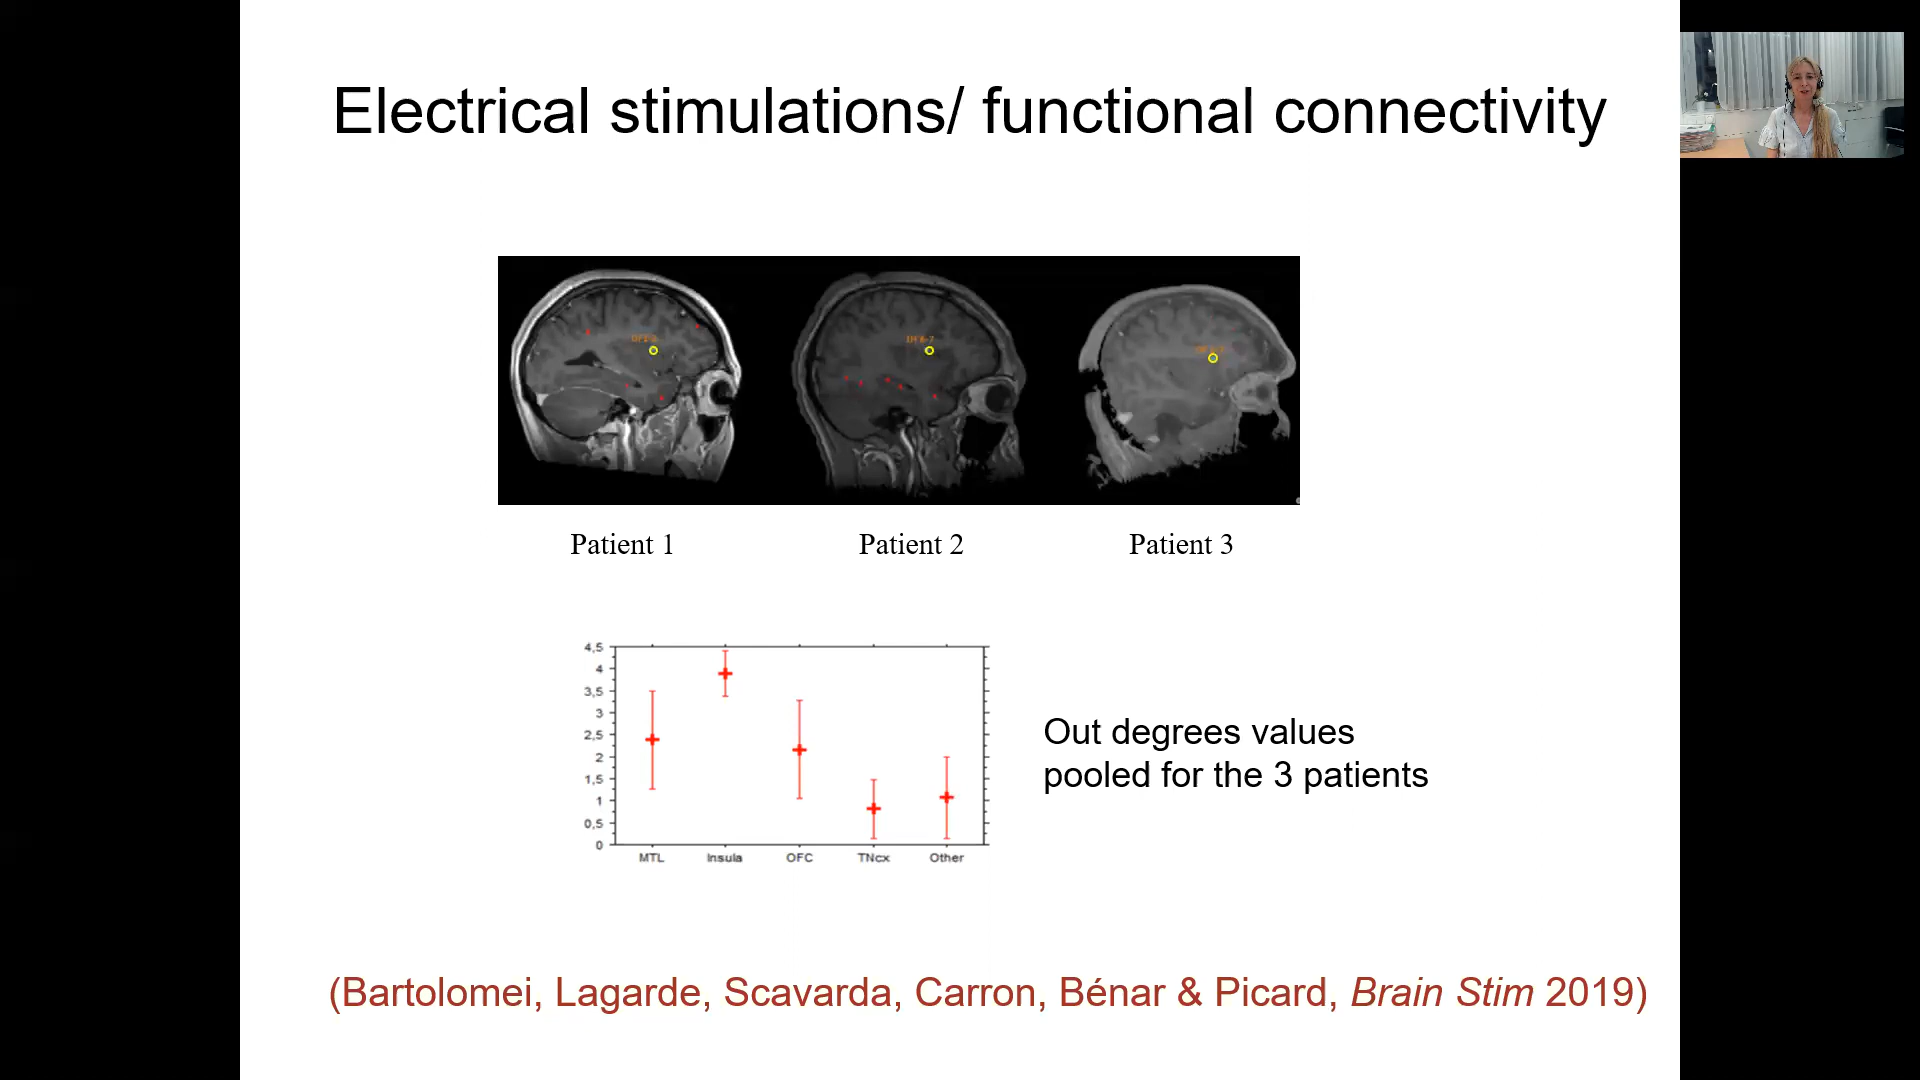 Electrical stimulations/ functional connectivity
Patient 1
Patient 2
Patient 3
4,5
4
3,5
3
2,5
2
1,5
1
0,5
0
MTL
Insula
OFC
TNcx
Other
Out degrees values
pooled for the 3 patients
(Bartolomei, Lagarde, Scavarda, Carron, Bénar & Picard, Brain Stim 2019)